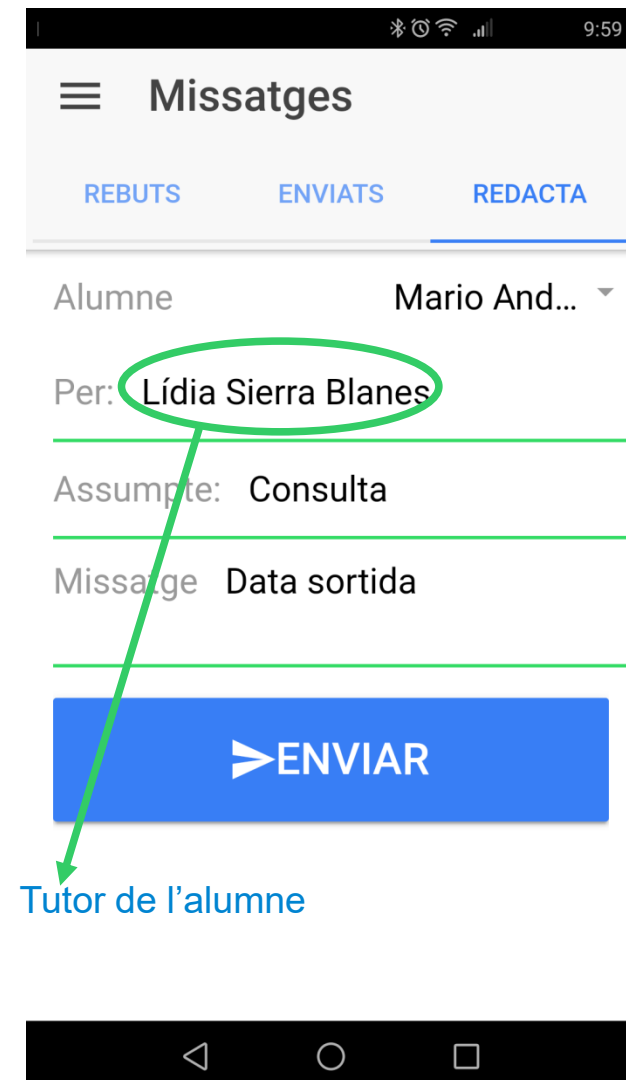 9:59
Missatges
REBUTS ENVIATS REDACTA
Alumne Mario And...
Per: Lídia Sierra Blanes
Assumpte: Consulta
Missatge Data sortida
ENVIAR
Tutor de l’alumne